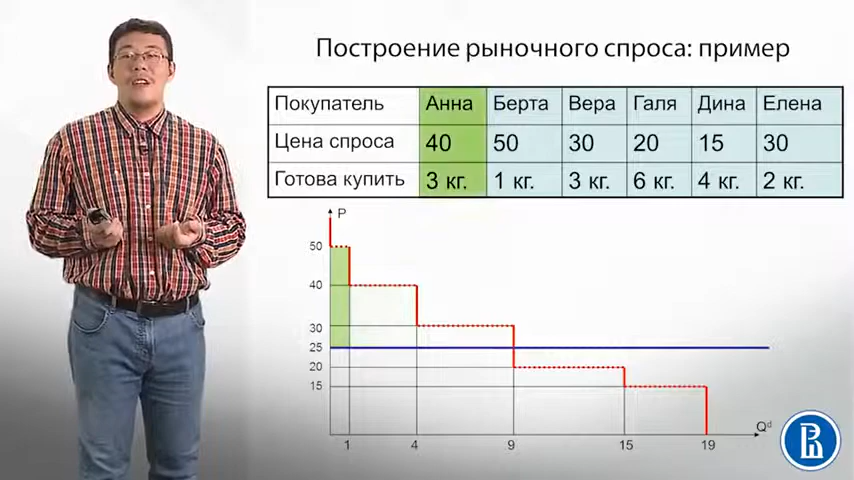 Построение рыночного спроса: пример
Покупатель Анна Берта Вера Галя Дина Елена
Цена спроса 40 50 30 20 15 30
Готова купить 3 кг. 1 кг. 3 кг. 6 кг. 4 кг. 2 кг.
P
50
40
30
25
20
15
Qd
1 4 9 15 19